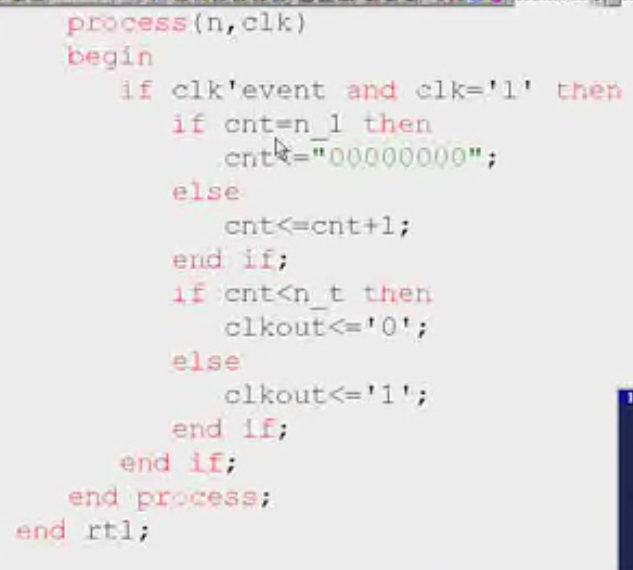 process(n,clk)
begin
if clk'event and clk='1' then
if cnt=n_1 then
cnt<="00000000";
else
cnt<=cnt+1;
end if;
if cnt<n_t then
clkout<='0';
else
clkout<='1';
end if;
end if;
end process;
end rtl;